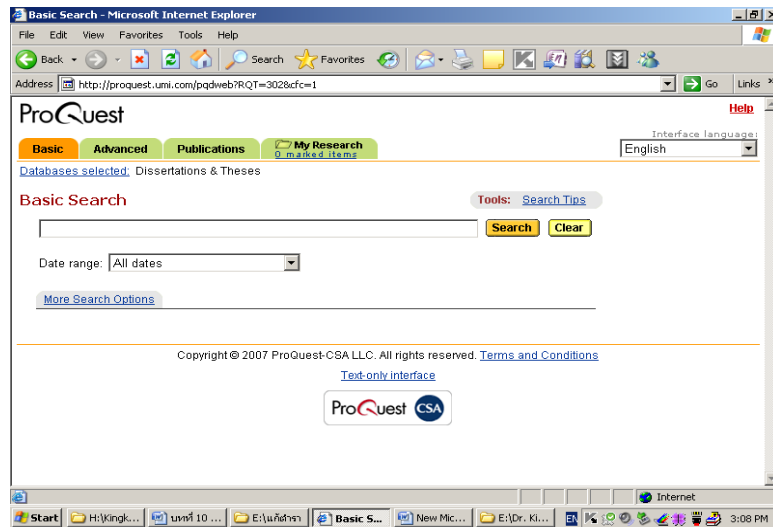 Basic Search - Microsoft Internet Explorer
File Edit View Favorites Tools Help
Back Search Favorites
Address http://proquest.umi.com/pqdweb?RQT=302&cfc=1 Go Links
ProQuest
Help
Interface language:
English
Basic Advanced Publications My Research
0 marked items
Databases selected: Dissertations & Theses
Basic Search
Tools: Search Tips
Search Clear
Date range: All dates
More Search Options
Copyright © 2007 ProQuest-CSA LLC. All rights reserved. Terms and Conditions
Text-only interface
ProQuest CSA
Internet
Start H:\Kingk... บทที่ 10 ... E:\แก้ตำรา Basic S... New Mic... E:\Dr. Ki... EN 3:08 PM